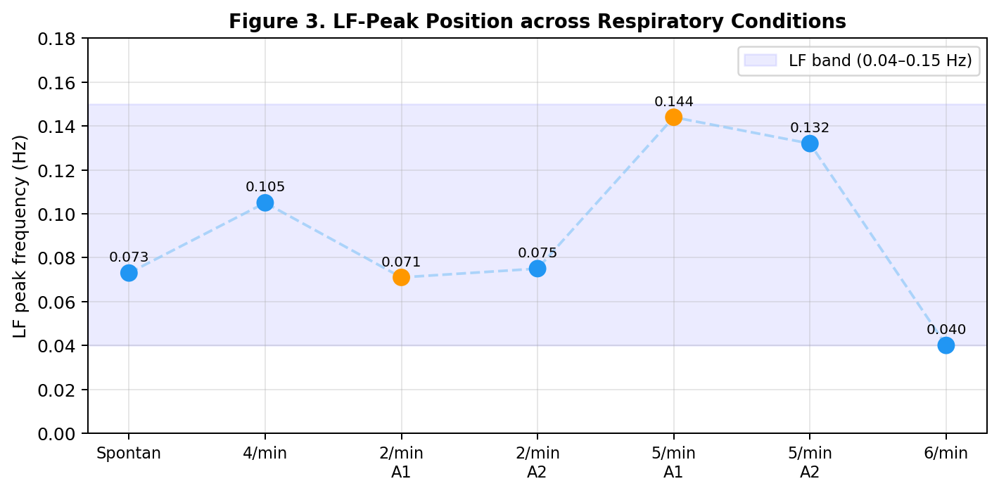 Figure 3. LF-Peak Position across Respiratory Conditions
LF band (0.04–0.15 Hz)
LF peak frequency (Hz)
0.18
0.16
0.14
0.12
0.10
0.08
0.06
0.04
0.02
0.00
0.073
0.105
0.071
0.075
0.144
0.132
0.040
Spontan
4/min
2/min
A1
2/min
A2
5/min
A1
5/min
A2
6/min